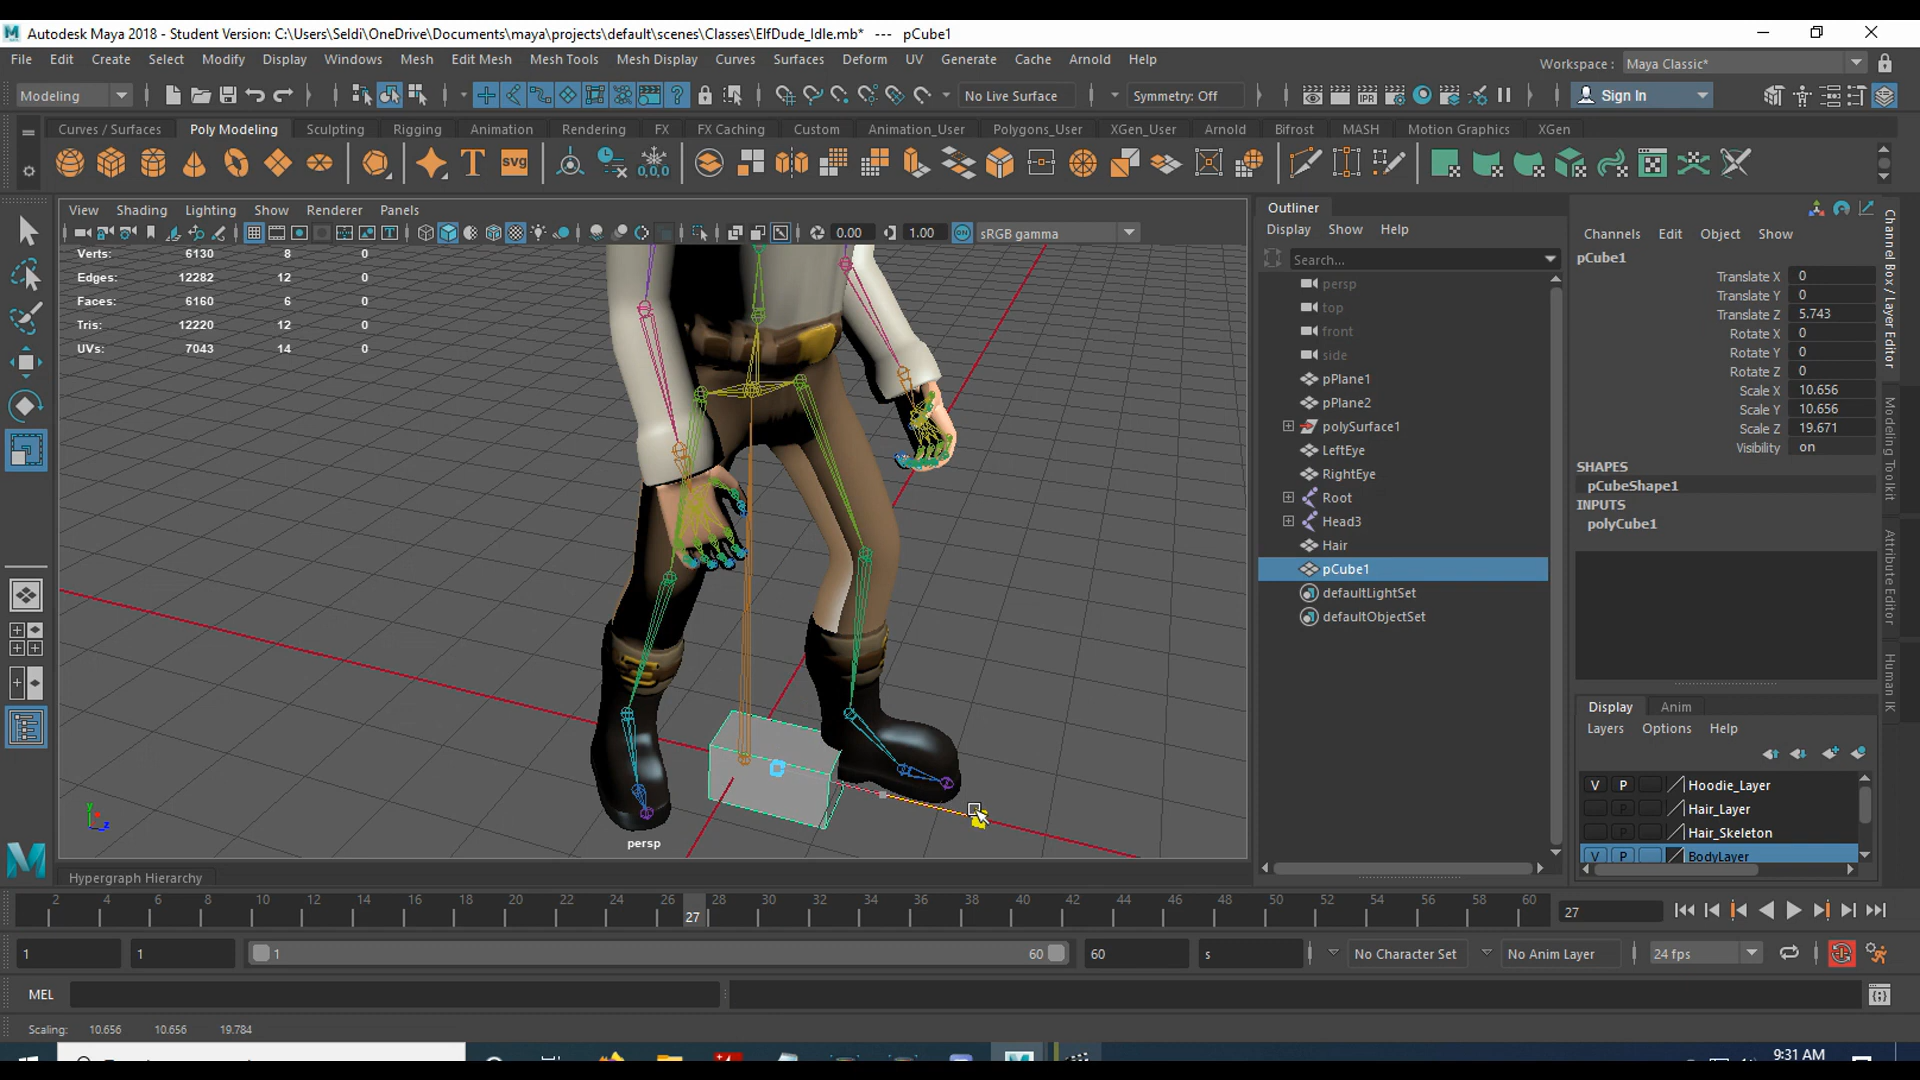 Autodesk Maya 2018 - Student Version: C:\Users\Seldi\OneDrive\Documents\maya\projects\default\scenes\Classes\ElfDude_Idle.mb* --- pCube1
File Edit Create Select Modify Display Windows Mesh Edit Mesh Mesh Tools Mesh Display Curves Surfaces Deform UV Generate Cache Arnold Help
Workspace : Maya Classic*
Modeling
No Live Surface
Symmetry: Off
IPR
Sign In
Curves / Surfaces Poly Modeling Sculpting Rigging Animation Rendering FX FX Caching Custom Animation_User Polygons_User XGen_User Arnold Bifrost MASH Motion Graphics XGen
T
SVG
0,0,0
View Shading Lighting Show Renderer Panels
0.00 1.00 ON sRGB gamma
Verts: 6130 8 0
Edges: 12282 12 0
Faces: 6160 6 0
Tris: 12220 12 0
UVs: 7043 14 0
y
z
persp
Hypergraph Hierarchy
Outliner
Display Show Help
Search...
persp
top
front
side
pPlane1
pPlane2
polySurface1
LeftEye
RightEye
Root
Head3
Hair
pCube1
defaultLightSet
defaultObjectSet
Channels Edit Object Show
pCube1
Translate X 0
Translate Y 0
Translate Z 5.743
Rotate X 0
Rotate Y 0
Rotate Z 0
Scale X 10.656
Scale Y 10.656
Scale Z 19.671
Visibility on
SHAPES
pCubeShape1
INPUTS
polyCube1
Channel Box / Layer Editor
Modeling Toolkit
Attribute Editor
Human IK
Display Anim
Layers Options Help
V P Hoodie_Layer
P Hair_Layer
P Hair_Skeleton
V P BodyLayer
2 4 6 8 10 12 14 16 18 20 22 24 26 28 30 32 34 36 38 40 42 44 46 48 50 52 54 56 58 60
27
27
1 1 1 60 60 s No Character Set No Anim Layer 24 fps
MEL
Scaling: 10.656 10.656 19.784
9:31 AM